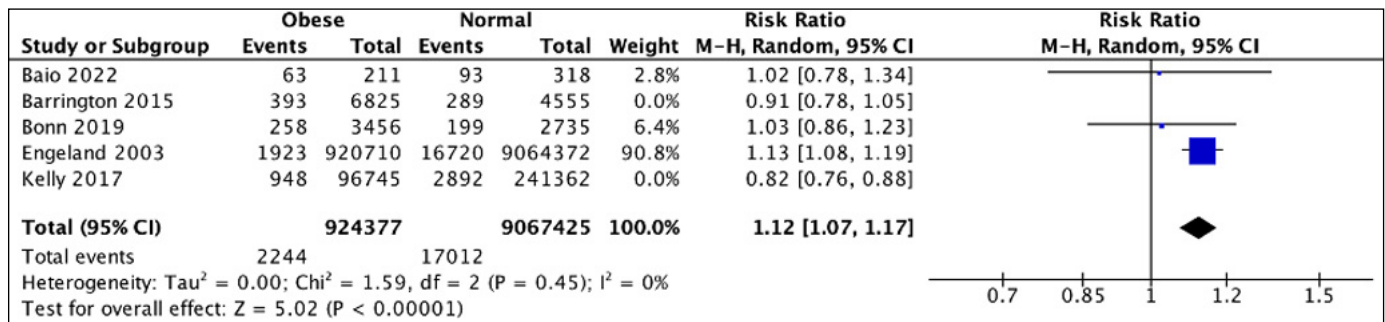 Obese Normal Risk Ratio Risk Ratio
Study or Subgroup Events Total Events Total Weight M-H, Random, 95% CI M-H, Random, 95% CI
Baio 2022 63 211 93 318 2.8% 1.02 [0.78, 1.34]
Barrington 2015 393 6825 289 4555 0.0% 0.91 [0.78, 1.05]
Bonn 2019 258 3456 199 2735 6.4% 1.03 [0.86, 1.23]
Engeland 2003 1923 920710 16720 9064372 90.8% 1.13 [1.08, 1.19]
Kelly 2017 948 96745 2892 241362 0.0% 0.82 [0.76, 0.88]
Total (95% CI) 924377 9067425 100.0% 1.12 [1.07, 1.17]
Total events 2244 17012
Heterogeneity: Tau² = 0.00; Chi² = 1.59, df = 2 (P = 0.45); I² = 0%
Test for overall effect: Z = 5.02 (P < 0.00001)
0.7 0.85 1 1.2 1.5